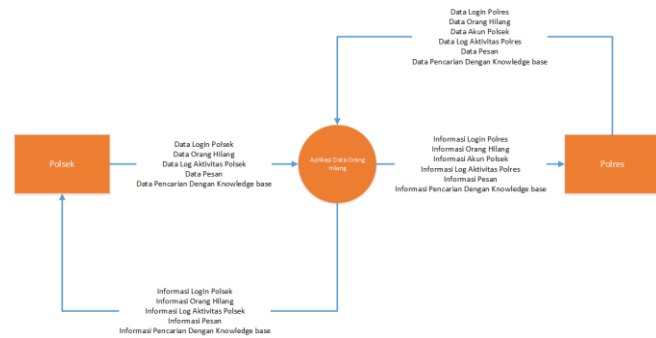 Data Login Polres
Data Orang Hilang
Data Akun Polsek
Data Log Aktivitas Polres
Data Pesan
Data Pencarian Dengan Knowledge base
Polsek
Data Login Polsek
Data Orang Hilang
Data Log Aktivitas Polsek
Data Pesan
Data Pencarian Dengan Knowledge base
Aplikasi Data Orang
Hilang
Informasi Login Polres
Informasi Orang Hilang
Informasi Akun Polsek
Informasi Log Aktivitas Polres
Informasi Pesan
Informasi Pencarian Dengan Knowledge base
Polres
Informasi Login Polsek
Informasi Orang Hilang
Informasi Log Aktivitas Polsek
Informasi Pesan
Informasi Pencarian Dengan Knowledge base